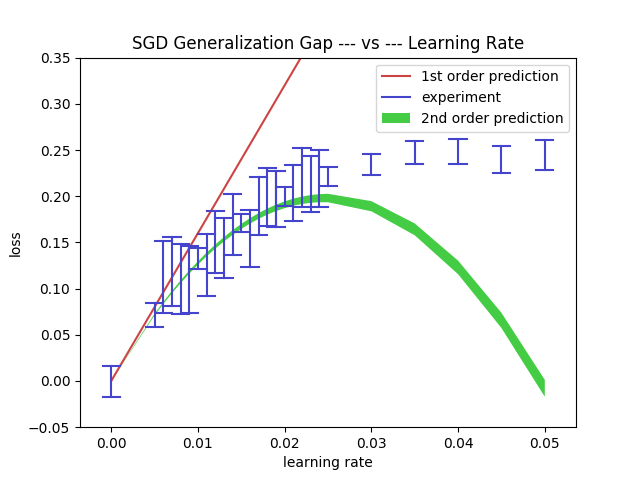 SGD Generalization Gap --- vs --- Learning Rate
1st order prediction
experiment
2nd order prediction
0.35
0.30
0.25
0.20
0.15
0.10
0.05
0.00
−0.05
loss
0.00 0.01 0.02 0.03 0.04 0.05
learning rate